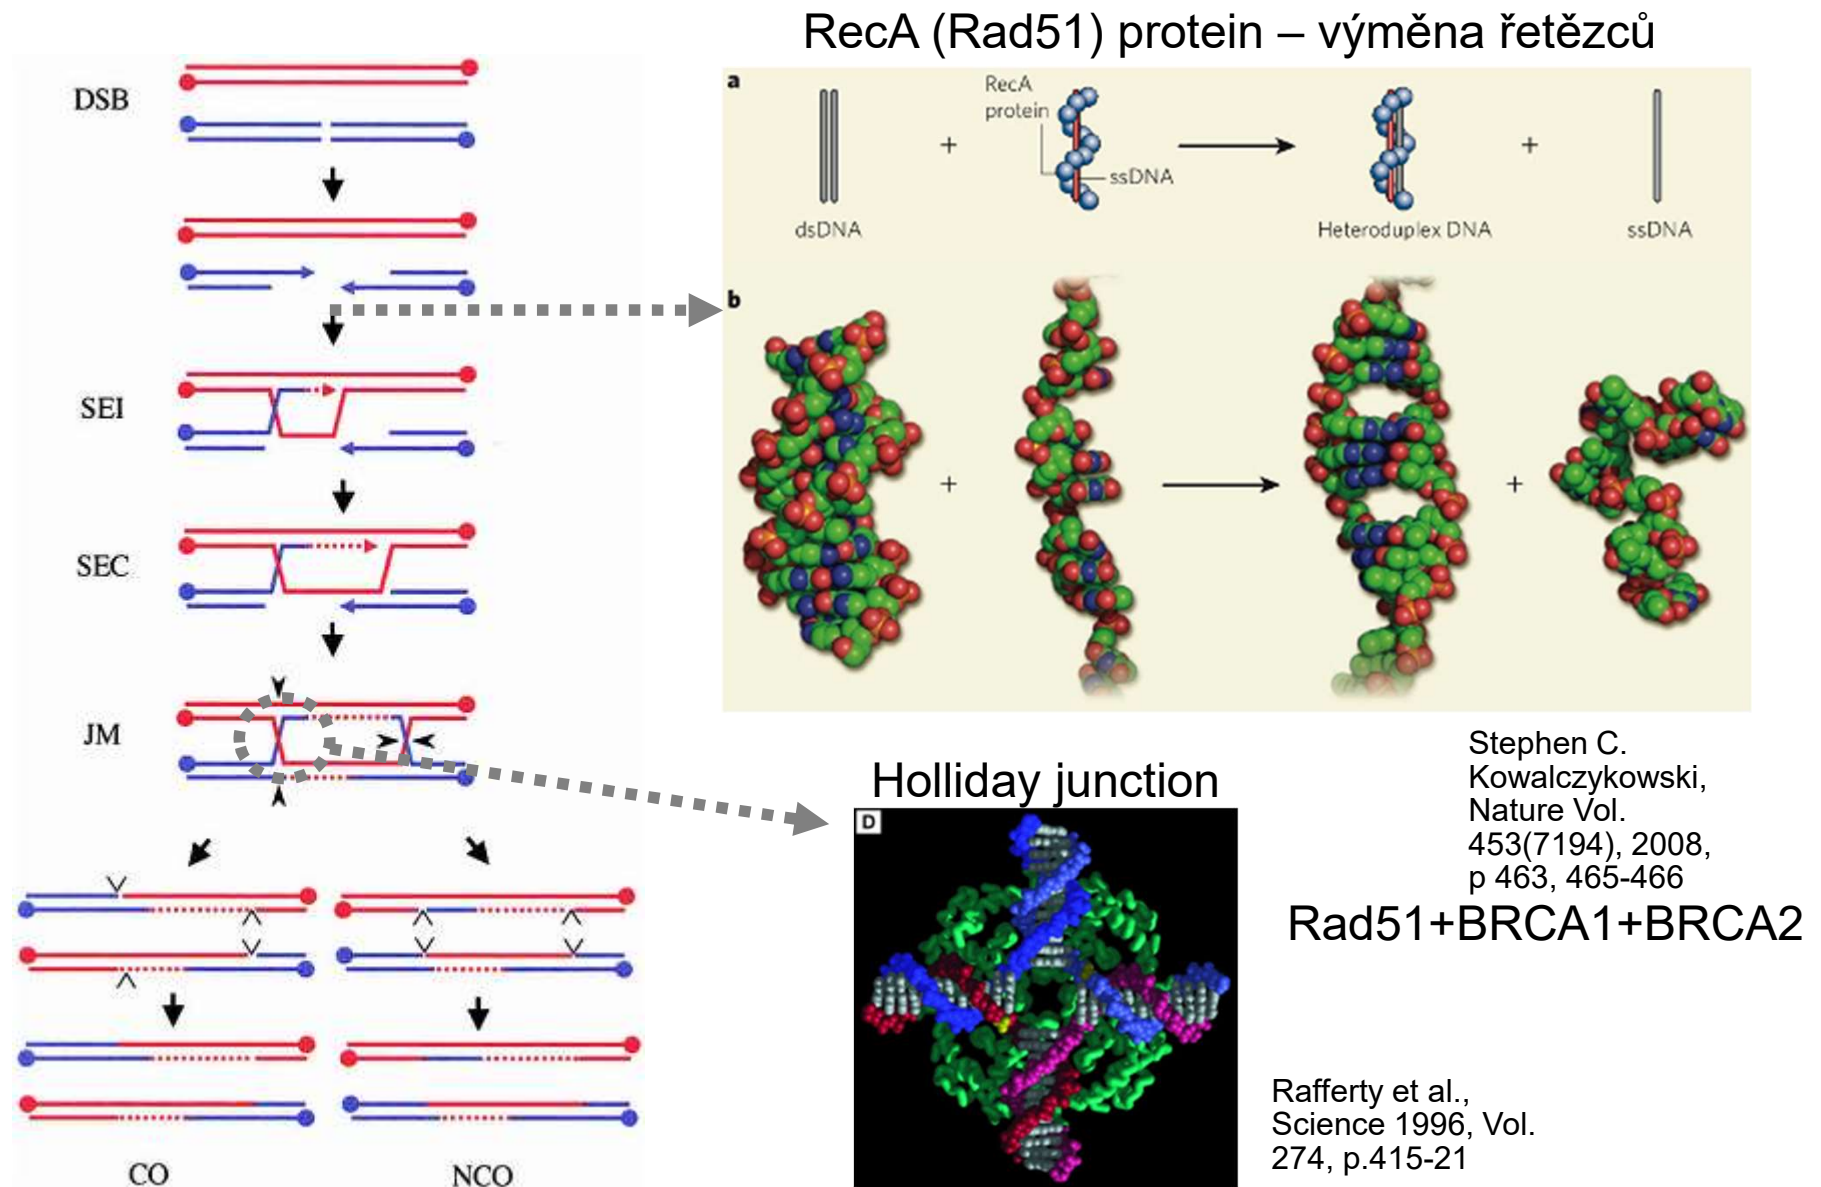 RecA (Rad51) protein – výměna řetězců
DSB
SEI
SEC
JM
CO
NCO
a
RecA
protein
+
ssDNA
+
dsDNA
Heteroduplex DNA
ssDNA
b
+
+
Holliday junction
D
Stephen C.
Kowalczykowski,
Nature Vol.
453(7194), 2008,
p 463, 465-466
Rad51+BRCA1+BRCA2
Rafferty et al.,
Science 1996, Vol.
274, p.415-21